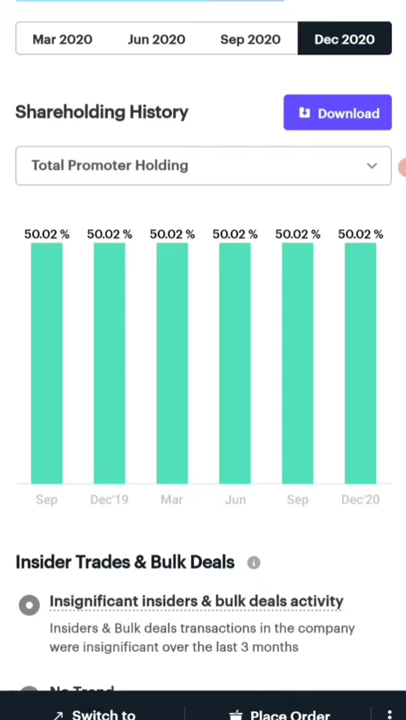 Mar 2020 Jun 2020 Sep 2020 Dec 2020
Shareholding History Download
Total Promoter Holding
50.02 % 50.02 % 50.02 % 50.02 % 50.02 % 50.02 %
Sep Dec'19 Mar Jun Sep Dec'20
Insider Trades & Bulk Deals
Insignificant insiders & bulk deals activity
Insiders & Bulk deals transactions in the company
were insignificant over the last 3 months
No Trend
Switch to Place Order